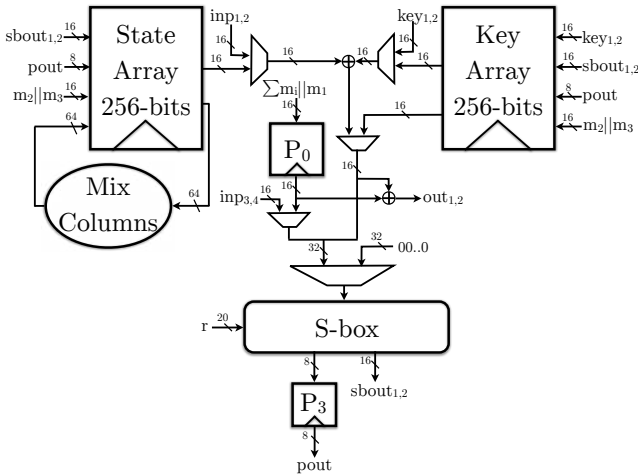 sbout1,2
16
pout
8
m2||m3
16
64
State
Array
256-bits
Mix
Columns
64
inp1,2
16
16
16
∑mi||m1
16
P0
16
16
key1,2
16
16
16
16
Key
Array
256-bits
16
key1,2
16
sbout1,2
8
pout
16
m2||m3
inp3,4
16
out1,2
32
32
00..0
r
20
S-box
8
16
sbout1,2
P3
8
pout